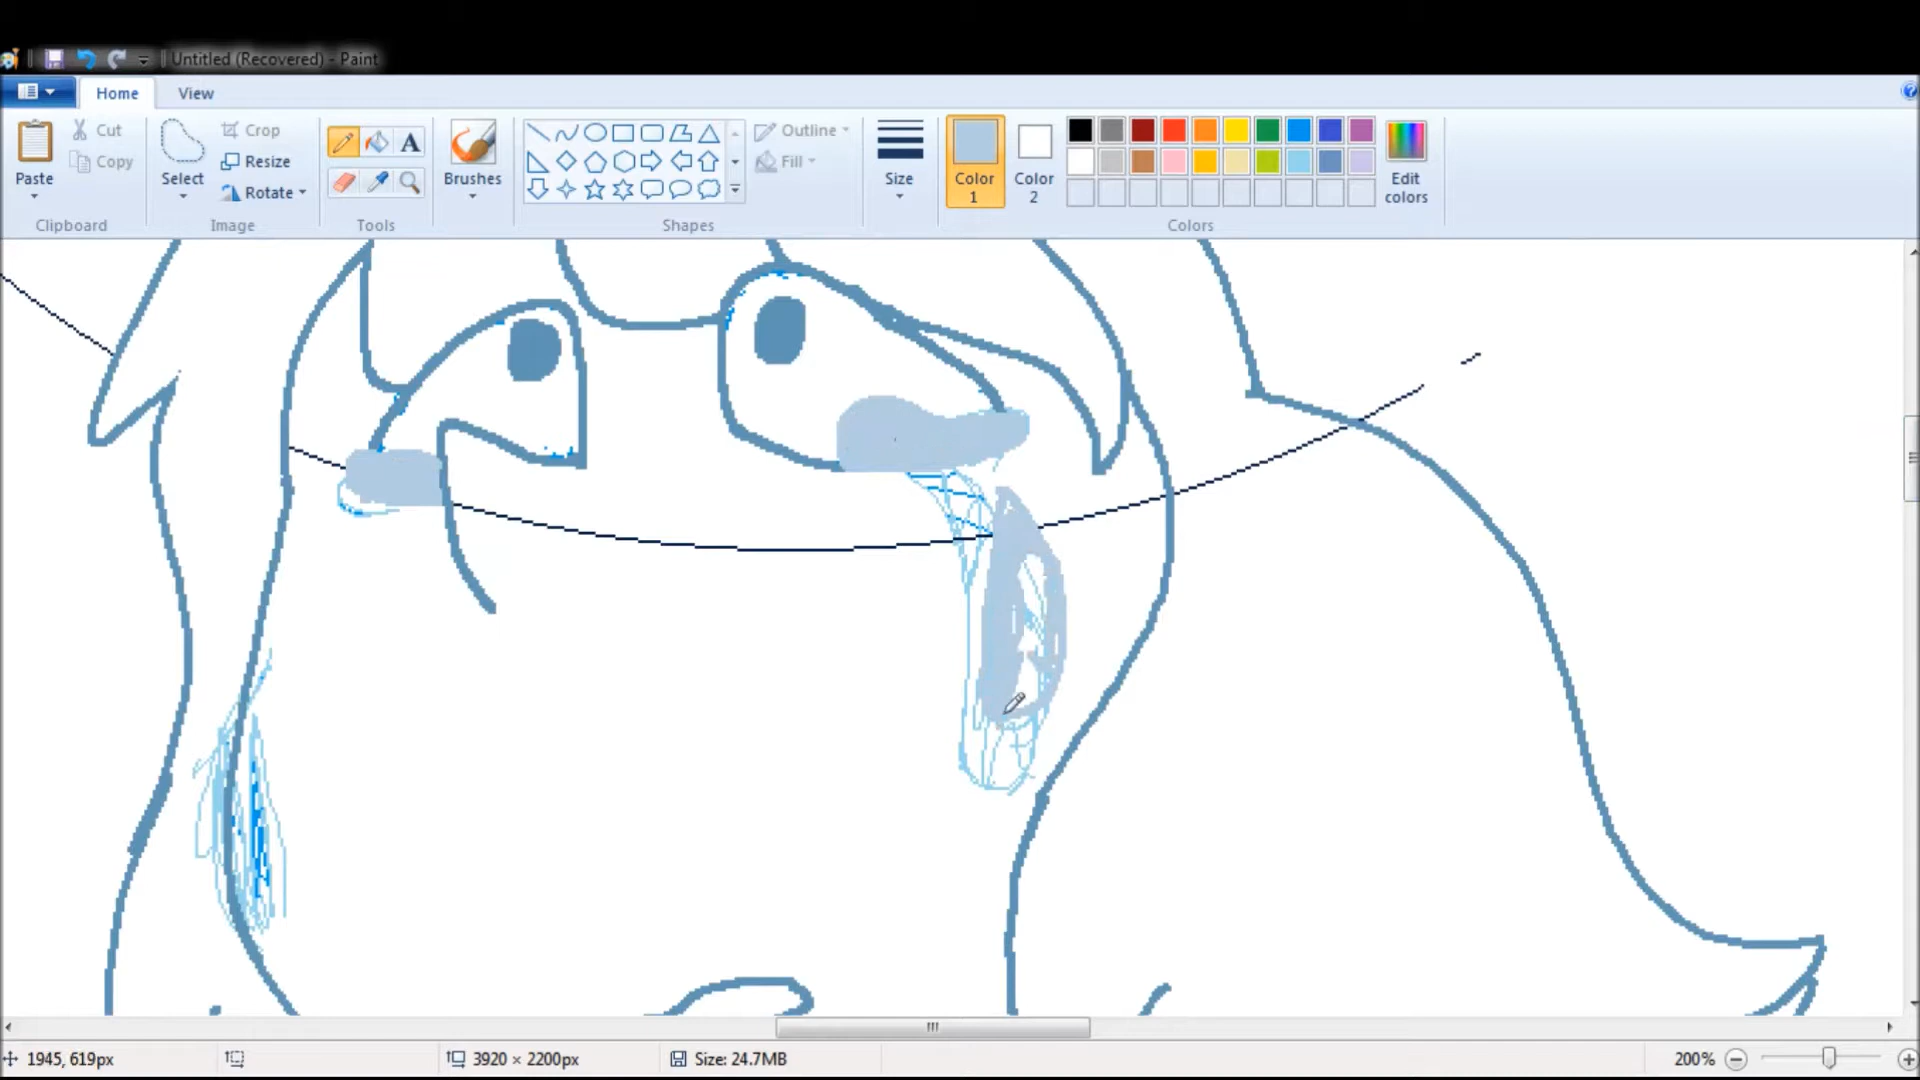 Untitled (Recovered) - Paint
Home View
Paste
Cut
Copy
Clipboard
Select
Crop
Resize
Rotate
Image
A
Tools
Brushes
Shapes
Outline
Fill
Size
Color 1
Color 2
Edit colors
Colors
1945, 619px
3920 × 2200px
Size: 24.7MB
200%